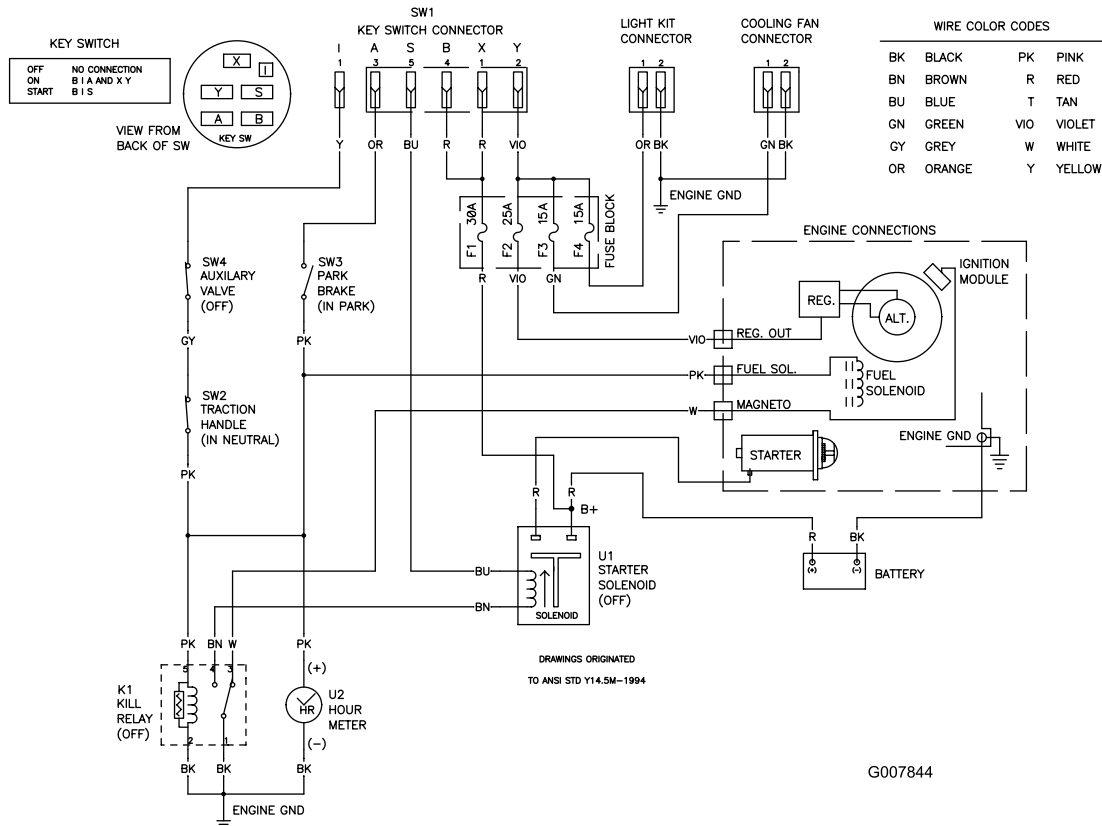 SW1
KEY SWITCH CONNECTOR
I A S B X Y
1 3 5 4 1 2
Y OR BU R R VIO
KEY SWITCH
OFF NO CONNECTION
ON B I A AND X Y
START B I S
X
I
Y S
A B
KEY SW
VIEW FROM
BACK OF SW
LIGHT KIT
CONNECTOR
1 2
OR BK
COOLING FAN
CONNECTOR
1 2
GN BK
ENGINE GND
WIRE COLOR CODES
BK BLACK PK PINK
BN BROWN R RED
BU BLUE T TAN
GN GREEN VIO VIOLET
GY GREY W WHITE
OR ORANGE Y YELLOW
F1 30A
F2 25A
F3 15A
F4 15A
FUSE BLOCK
R VIO GN
SW4
AUXILARY
VALVE
(OFF)
GY
SW3
PARK
BRAKE
(IN PARK)
PK
SW2
TRACTION
HANDLE
(IN NEUTRAL)
PK
ENGINE CONNECTIONS
IGNITION
MODULE
REG.
ALT.
VIO REG. OUT
PK FUEL SOL.
FUEL
SOLENOID
W MAGNETO
ENGINE GND
STARTER
R R
B+
U1
STARTER
SOLENOID
(OFF)
SOLENOID
BU
BN
R BK
(+) (-)
BATTERY
PK BN W PK
5 4 3 (+)
K1
KILL
RELAY
(OFF)
HR
U2
HOUR
METER
2 1 (-)
BK BK BK
ENGINE GND
DRAWINGS ORIGINATED
TO ANSI STD Y14.5M-1994
G007844